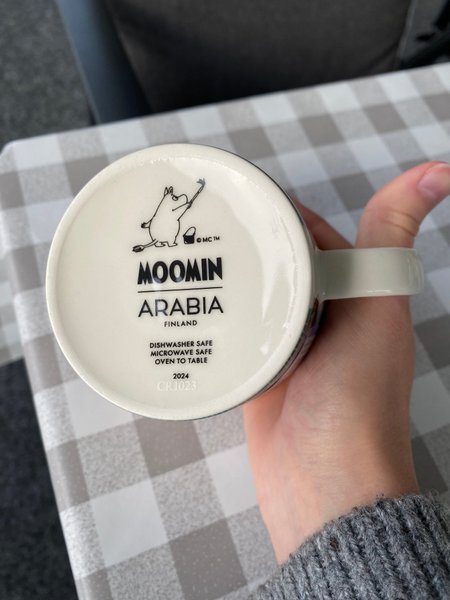 © MC™
MOOMIN
ARABIA
FINLAND
DISHWASHER SAFE
MICROWAVE SAFE
OVEN TO TABLE
2024